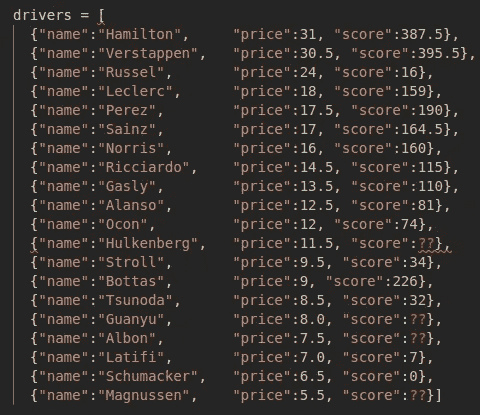 drivers = [
{"name":"Hamilton", "price":31, "score":387.5},
{"name":"Verstappen", "price":30.5, "score":395.5},
{"name":"Russel", "price":24, "score":16},
{"name":"Leclerc", "price":18, "score":159},
{"name":"Perez", "price":17.5, "score":190},
{"name":"Sainz", "price":17, "score":164.5},
{"name":"Norris", "price":16, "score":160},
{"name":"Ricciardo", "price":14.5, "score":115},
{"name":"Gasly", "price":13.5, "score":110},
{"name":"Alanso", "price":12.5, "score":81},
{"name":"Ocon", "price":12, "score":74},
{"name":"Hulkenberg", "price":11.5, "score":??},
{"name":"Stroll", "price":9.5, "score":34},
{"name":"Bottas", "price":9, "score":226},
{"name":"Tsunoda", "price":8.5, "score":32},
{"name":"Guanyu", "price":8.0, "score":??},
{"name":"Albon", "price":7.5, "score":??},
{"name":"Latifi", "price":7.0, "score":7},
{"name":"Schumacker", "price":6.5, "score":0},
{"name":"Magnussen", "price":5.5, "score":??}]